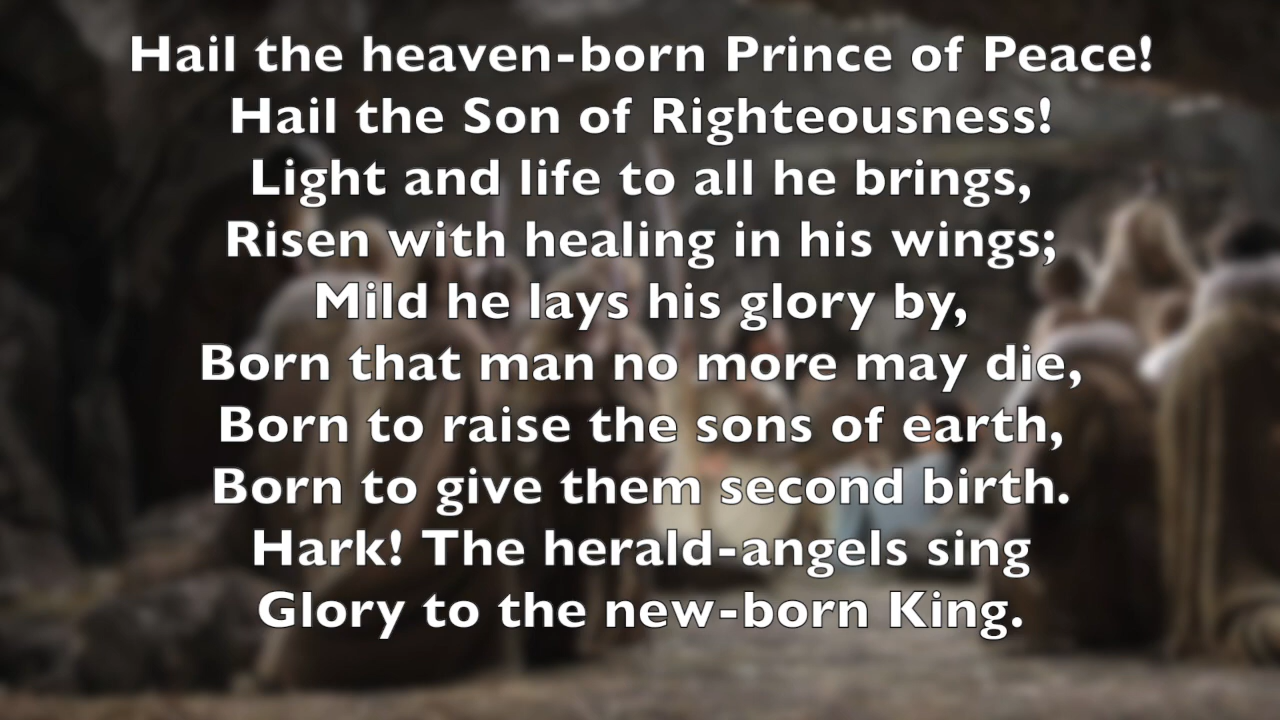 Hail the heaven-born Prince of Peace!
Hail the Son of Righteousness!
Light and life to all he brings,
Risen with healing in his wings;
Mild he lays his glory by,
Born that man no more may die,
Born to raise the sons of earth,
Born to give them second birth.
Hark! The herald-angels sing
Glory to the new-born King.